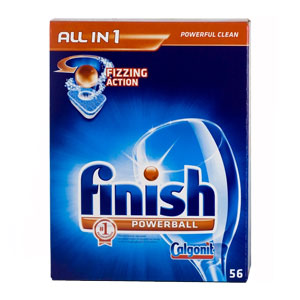 ALL IN 1
POWERFUL CLEAN
FIZZING
ACTION
finish
#1
POWERBALL
Calgonit
56